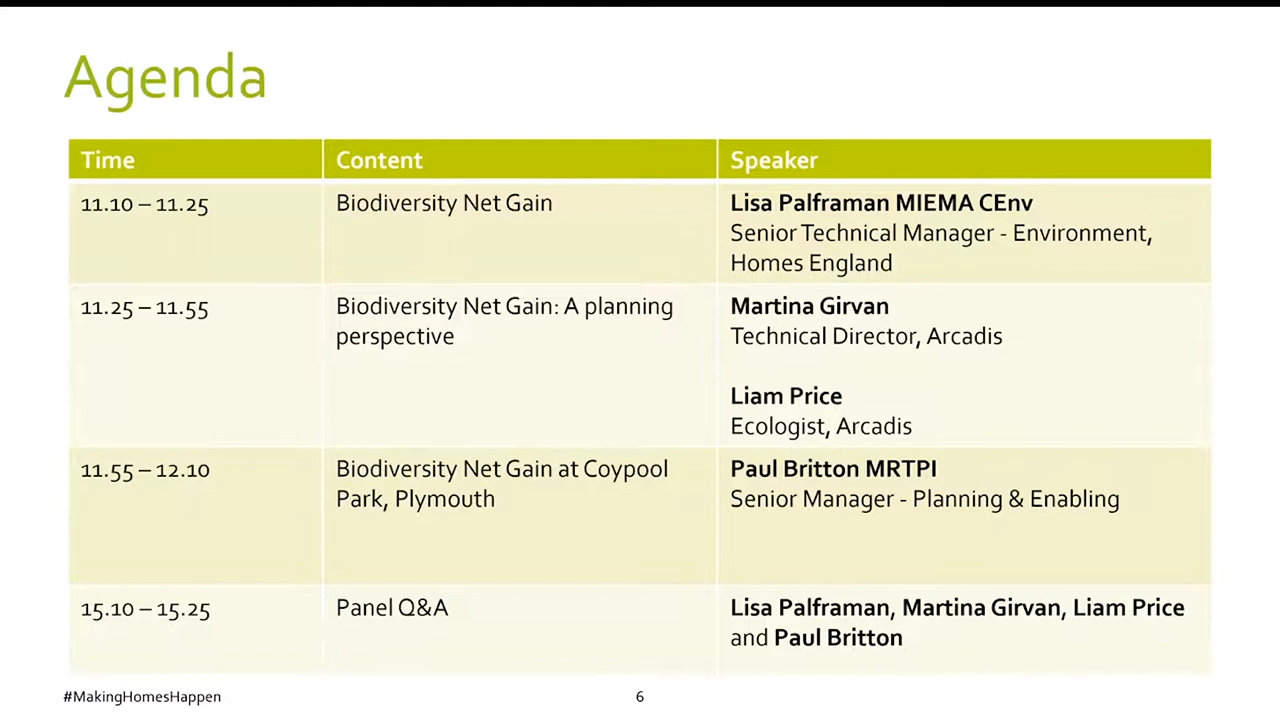 Agenda
Time Content Speaker
11.10 – 11.25 Biodiversity Net Gain Lisa Palframan MIEMA CEnv
Senior Technical Manager - Environment,
Homes England
11.25 – 11.55 Biodiversity Net Gain: A planning Martina Girvan
perspective Technical Director, Arcadis
Liam Price
Ecologist, Arcadis
11.55 – 12.10 Biodiversity Net Gain at Coypool Paul Britton MRTPI
Park, Plymouth Senior Manager - Planning & Enabling
15.10 – 15.25 Panel Q&A Lisa Palframan, Martina Girvan, Liam Price
and Paul Britton
#MakingHomesHappen 6